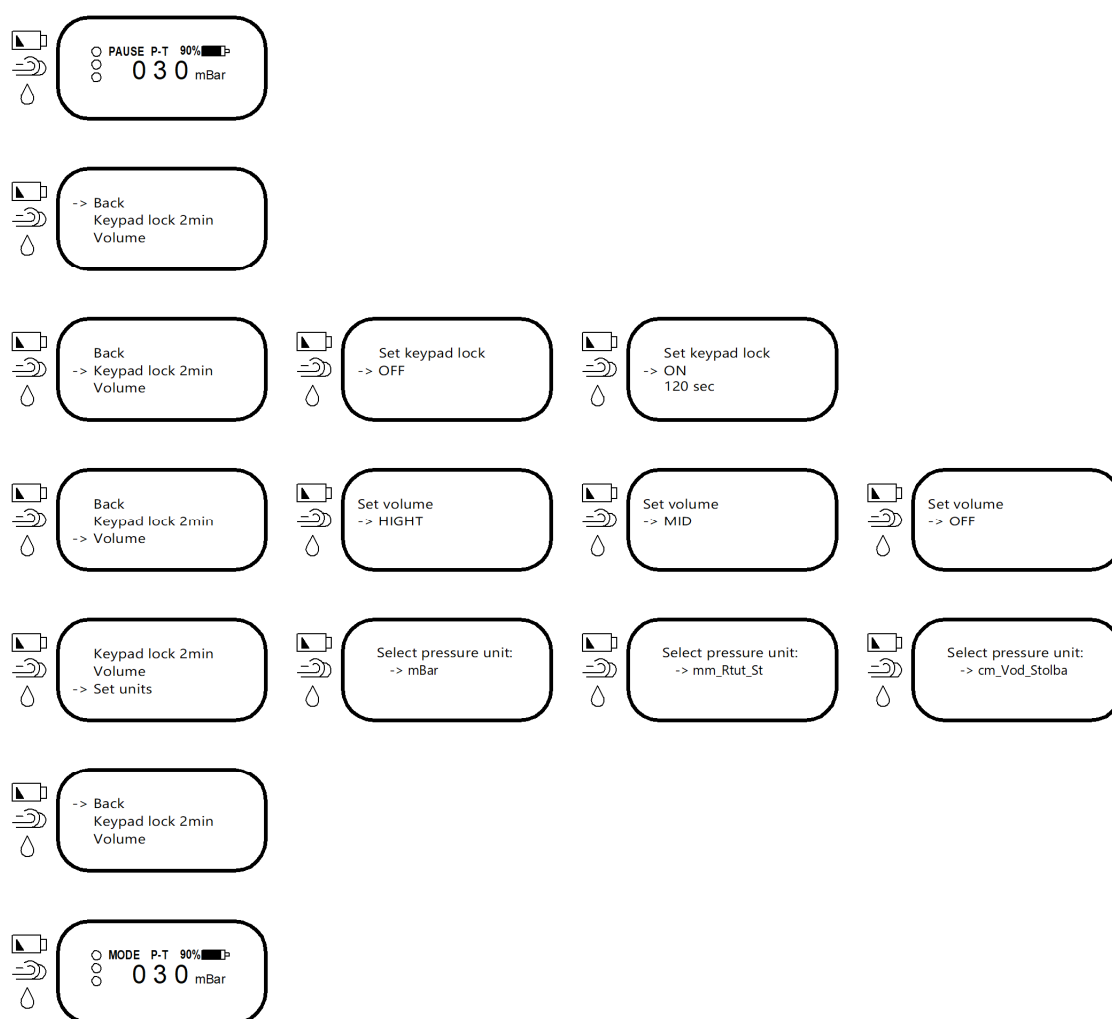 PAUSE P-T 90%
030 mBar
-> Back
Keypad lock 2min
Volume
Back
-> Keypad lock 2min
Volume
Set keypad lock
-> OFF
Set keypad lock
-> ON
120 sec
Back
Keypad lock 2min
-> Volume
Set volume
-> HIGHT
Set volume
-> MID
Set volume
-> OFF
Keypad lock 2min
Volume
-> Set units
Select pressure unit:
-> mBar
Select pressure unit:
-> mm_Rtut_St
Select pressure unit:
-> cm_Vod_Stolba
-> Back
Keypad lock 2min
Volume
MODE P-T 90%
030 mBar